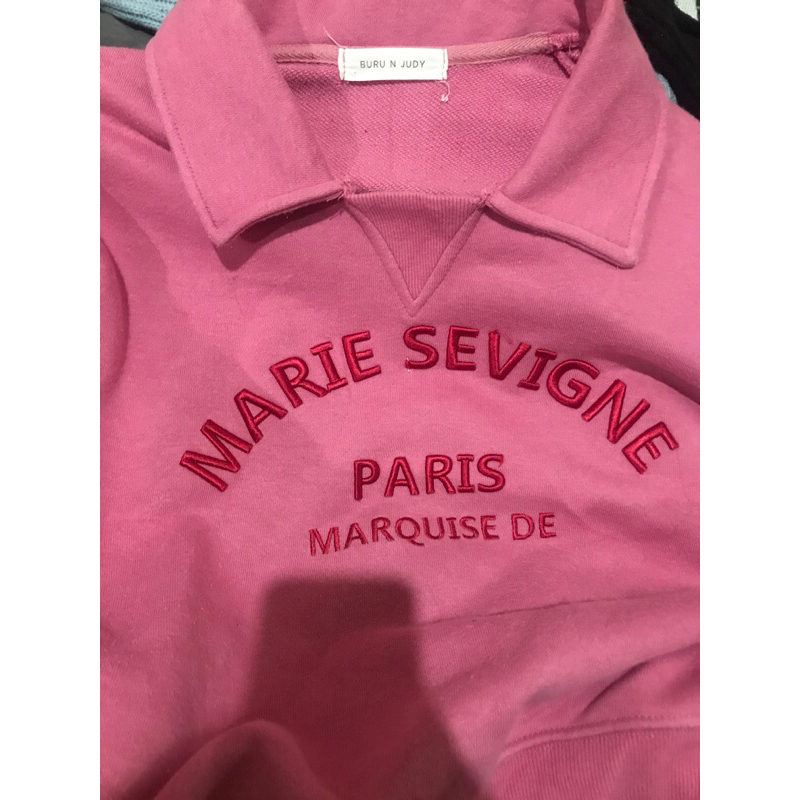 BURU N JUDY
MARIE SEVIGNE
PARIS
MARQUISE DE